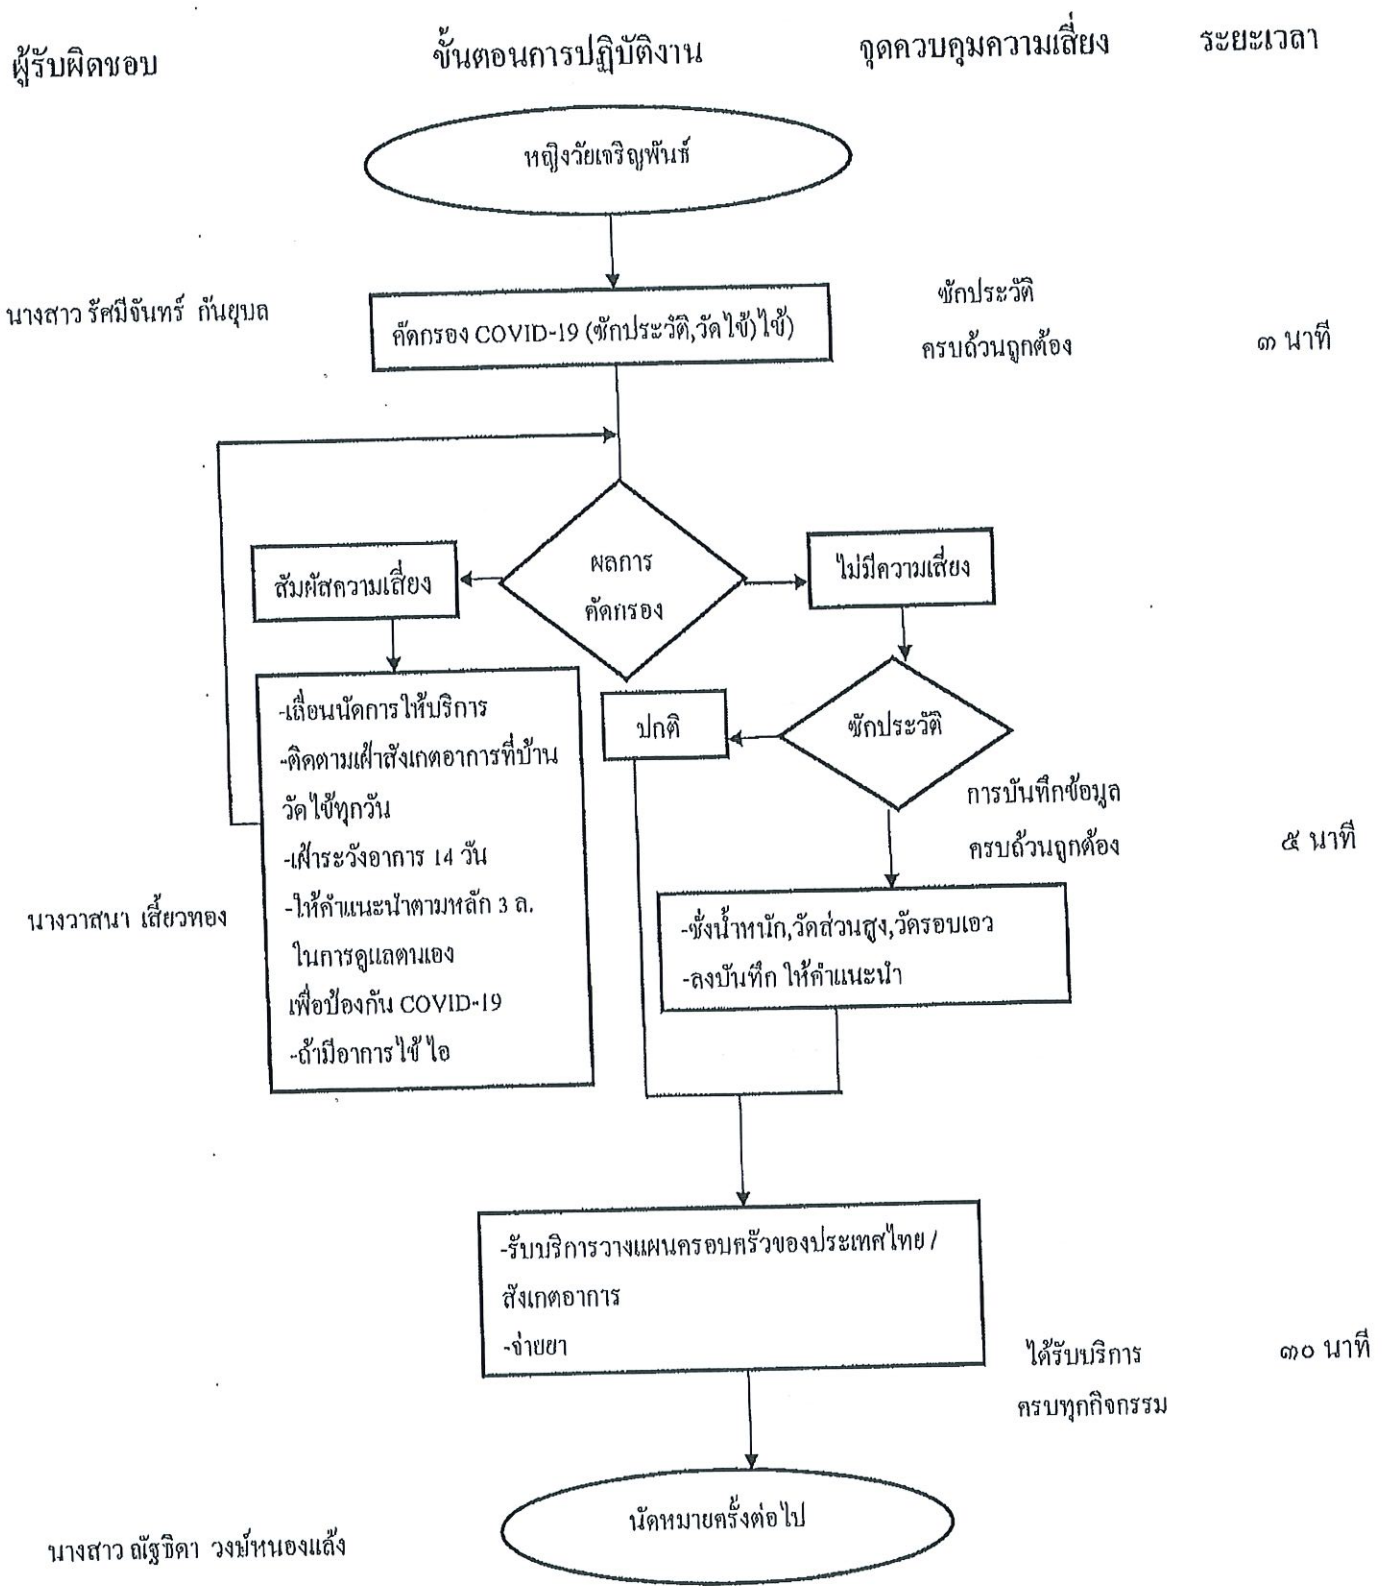 ผู้รับผิดชอบ ขั้นตอนการปฏิบัติงาน จุดควบคุมความเสี่ยง ระยะเวลา
หญิงวัยเจริญพันธ์
นางสาว รัศมีจันทร์ กันยุบล
คัดกรอง COVID-19 (ซักประวัติ,วัดไข้)ไข้)
ซักประวัติ
ครบถ้วนถูกต้อง
๓ นาที
ผลการ
คัดกรอง
สัมผัสความเสี่ยง
ไม่มีความเสี่ยง
-เลื่อนนัดการให้บริการ
-ติดตามเฝ้าสังเกตอาการที่บ้าน
วัดไข้ทุกวัน
-เฝ้าระวังอาการ 14 วัน
-ให้คำแนะนำตามหลัก 3 ล.
ในการดูแลตนเอง
เพื่อป้องกัน COVID-19
-ถ้ามีอาการไข้ ไอ
ปกติ
ซักประวัติ
การบันทึกข้อมูล
ครบถ้วนถูกต้อง
๕ นาที
นางวาสนา เสี้ยวทอง
-ชั่งน้ำหนัก,วัดส่วนสูง,วัดรอบเอว
-ลงบันทึก ให้คำแนะนำ
-รับบริการวางแผนครอบครัวของประเทศไทย /
สังเกตอาการ
-จ่ายยา
ได้รับบริการ
ครบทุกกิจกรรม
๓๐ นาที
นัดหมายครั้งต่อไป
นางสาว ณัฐธิดา วงษ์หนองแล้ง